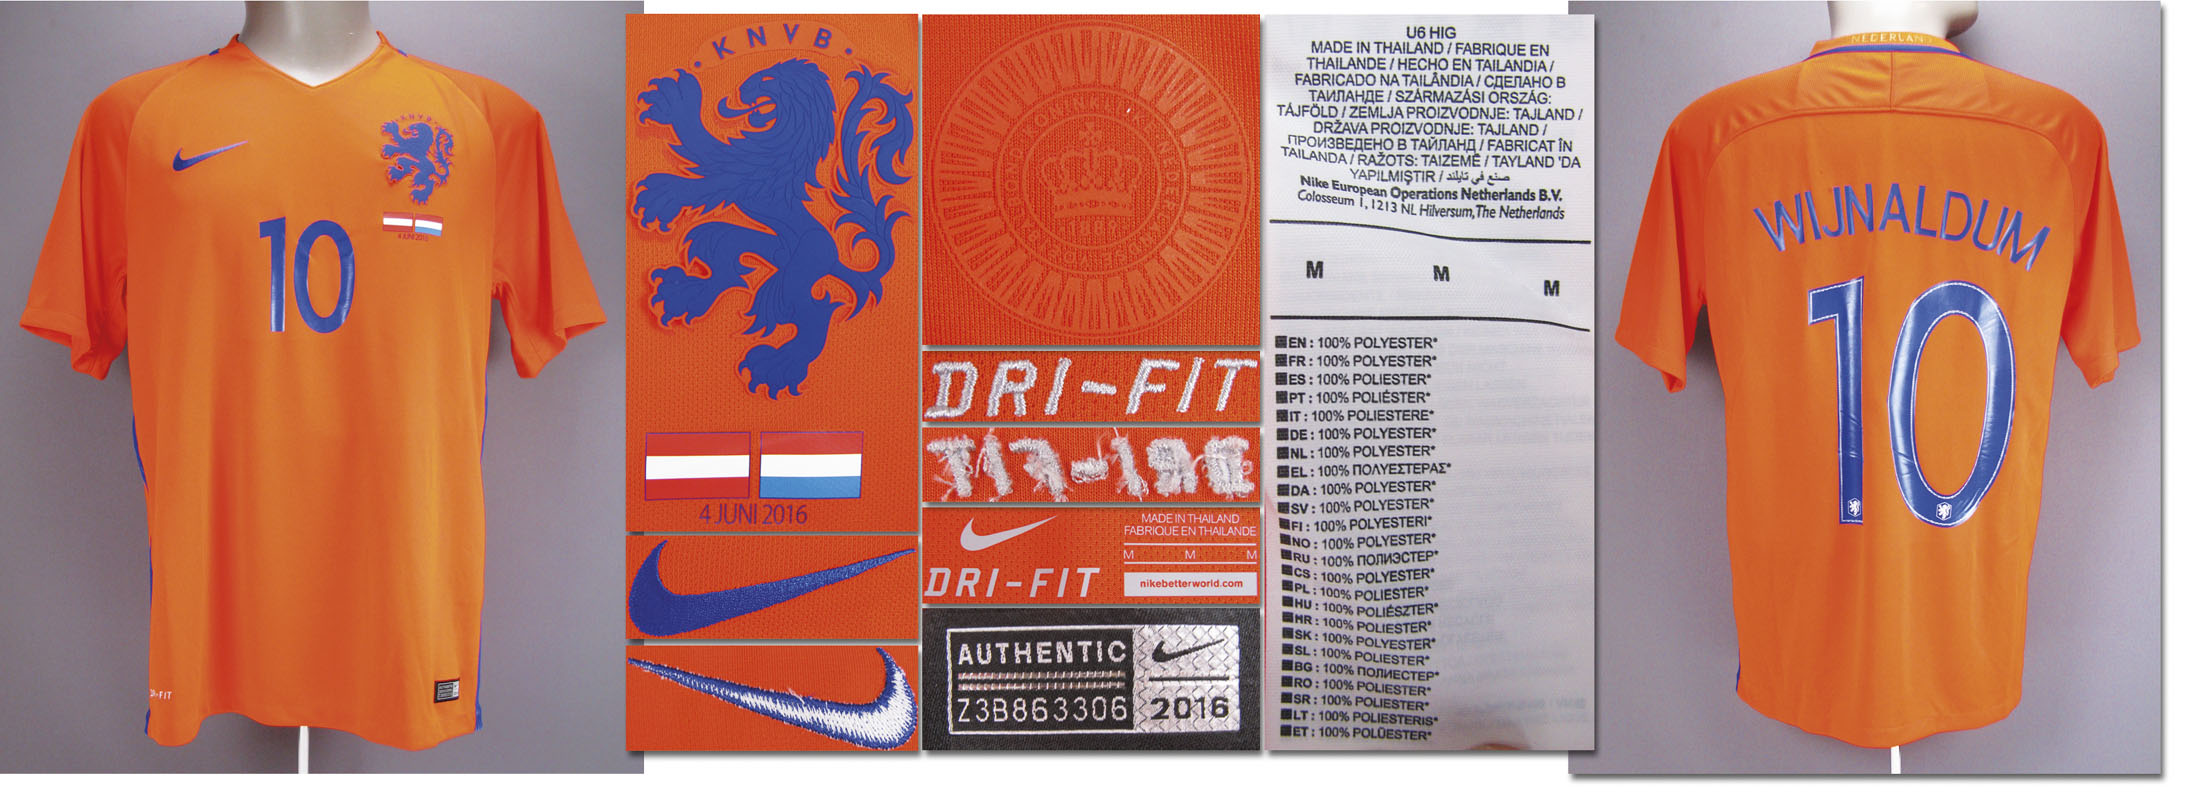 10
4 JUNI 2016
DRI-FIT
AUTHENTIC
·KNVB·
4 JUNI 2016
DRI-FIT
MADE IN THAILAND
FABRIQUE EN THAILANDE
M M M
DRI-FIT
nikebetterworld.com
AUTHENTIC
Z3B863306
2016
U6 HIG
MADE IN THAILAND / FABRIQUE EN
THAILANDE / HECHO EN TAILANDIA /
FABRICADO NA TAILÂNDIA / СДЕЛАНО В
ТАИЛАНДЕ / SZÁRMAZÁSI ORSZÁG:
TÁJFÖLD / ZEMLJA PROIZVODNJE: TAJLAND /
DRŽAVA PROIZVODNJE: TAJLAND /
ПРОИЗВЕДЕНО В ТАЙЛАНД / FABRICAT ÎN
TAILANDA / RAŽOTS: TAIZEMĒ / TAYLAND 'DA
YAPILMIŞTIR / صنع في تايلند
Nike European Operations Netherlands B.V.
Colosseum 1, 1213 NL Hilversum, The Netherlands
M M M
EN : 100% POLYESTER*
FR : 100% POLYESTER*
ES : 100% POLIESTER*
PT : 100% POLIÉSTER*
IT : 100% POLIESTERE*
DE : 100% POLYESTER*
NL : 100% POLYESTER*
EL : 100% ΠΟΛΥΕΣΤΕΡΑΣ*
DA : 100% POLYESTER*
SV : 100% POLYESTER*
FI : 100% POLYESTERI*
NO : 100% POLYESTER*
RU : 100% ПОЛИЭСТЕР*
CS : 100% POLYESTER*
PL : 100% POLIESTER*
HU : 100% POLIÉSZTER*
HR : 100% POLIESTER*
SK : 100% POLYESTER*
SL : 100% POLIESTER*
BG : 100% ПОЛИЕСТЕР*
RO : 100% POLIESTER*
SR : 100% POLIESTER*
LT : 100% POLIESTERIS*
ET : 100% POLÜESTER*
NEDERLAND
WIJNALDUM
10